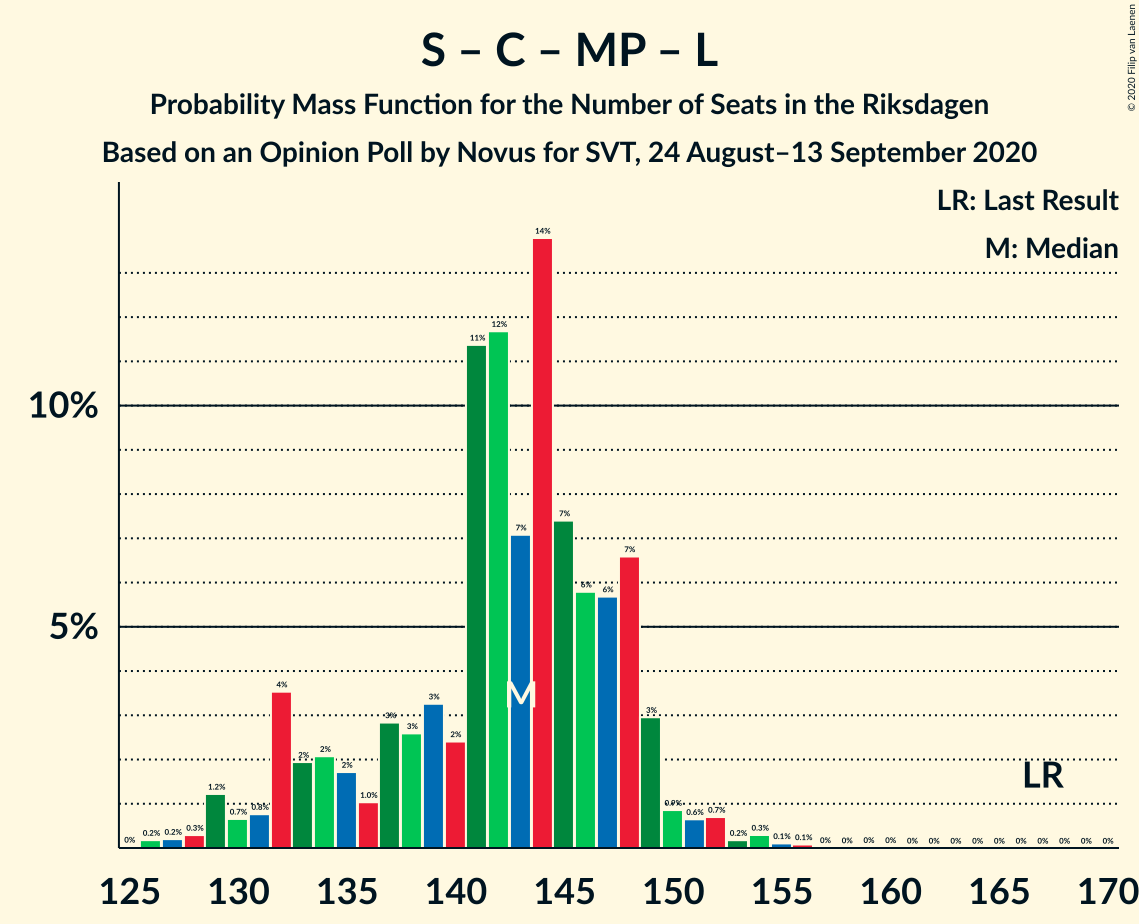 © 2020 Filip van Laenen
S – C – MP – L
Probability Mass Function for the Number of Seats in the Riksdagen
Based on an Opinion Poll by Novus for SVT, 24 August–13 September 2020
LR: Last Result
M: Median
10%
5%
0% 0.2% 0.2% 0.3% 1.2% 0.7% 0.8% 4% 2% 2% 2% 1.0% 3% 3% 3% 2% 11% 12% 7% 14% 7% 6% 6% 7% 3% 0.9% 0.6% 0.7% 0.2% 0.3% 0.1% 0.1% 0% 0% 0% 0% 0% 0% 0% 0% 0% 0% 0% 0% 0% 0%
M
LR
125 130 135 140 145 150 155 160 165 170